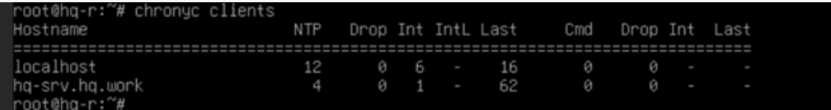 root@hq-r:~# chronyc clients
Hostname                      NTP   Drop Int IntL Last     Cmd   Drop Int  Last
===============================================================================
localhost                      12      0   6   -    16       0      0   -     -
hq-srv.hq.work                  4      0   1   -    62       0      0   -     -
root@hq-r:~#